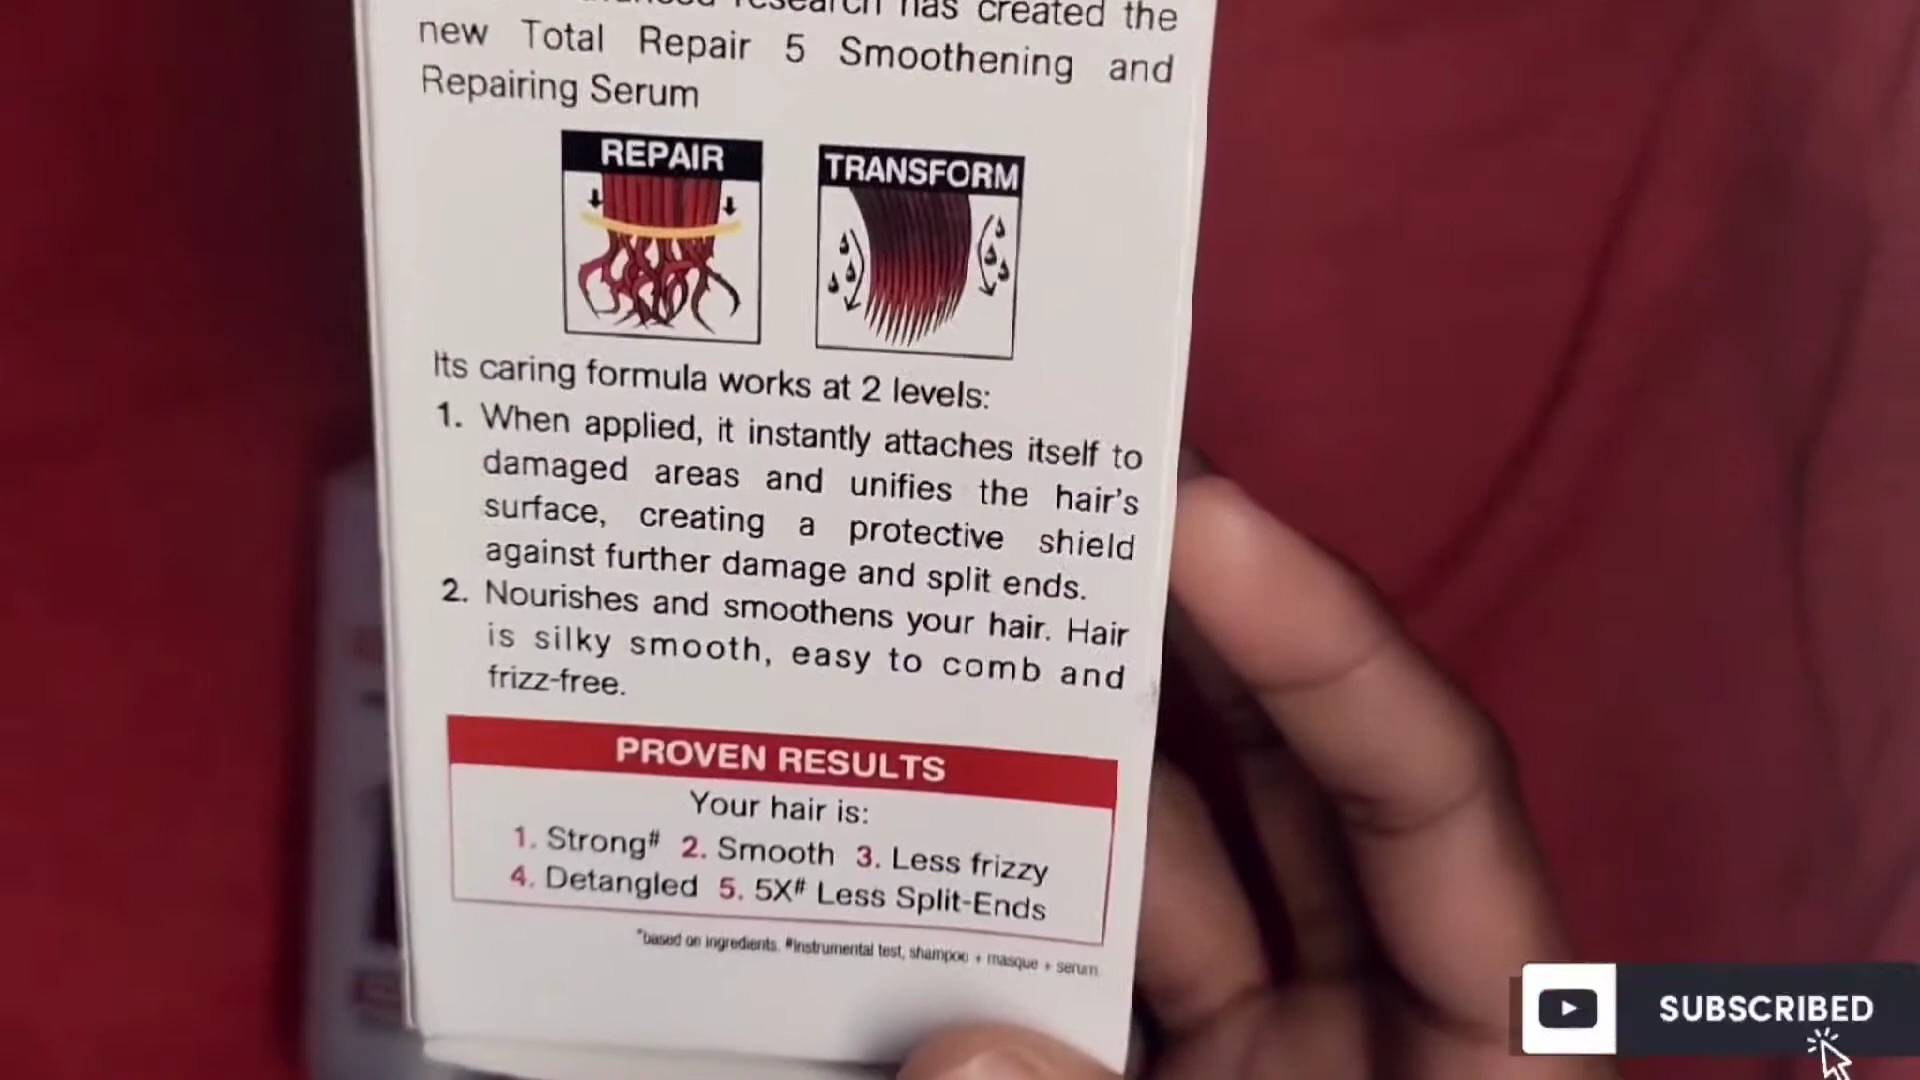 research has created the
new Total Repair 5 Smoothening and
Repairing Serum
REPAIR
TRANSFORM
Its caring formula works at 2 levels:
1. When applied, it instantly attaches itself to
damaged areas and unifies the hair's
surface, creating a protective shield
against further damage and split ends.
2. Nourishes and smoothens your hair. Hair
is silky smooth, easy to comb and
frizz-free.
PROVEN RESULTS
Your hair is:
1. Strong# 2. Smooth 3. Less frizzy
4. Detangled 5. 5X# Less Split-Ends
*based on ingredients. #instrumental test, shampoo + masque + serum
SUBSCRIBED